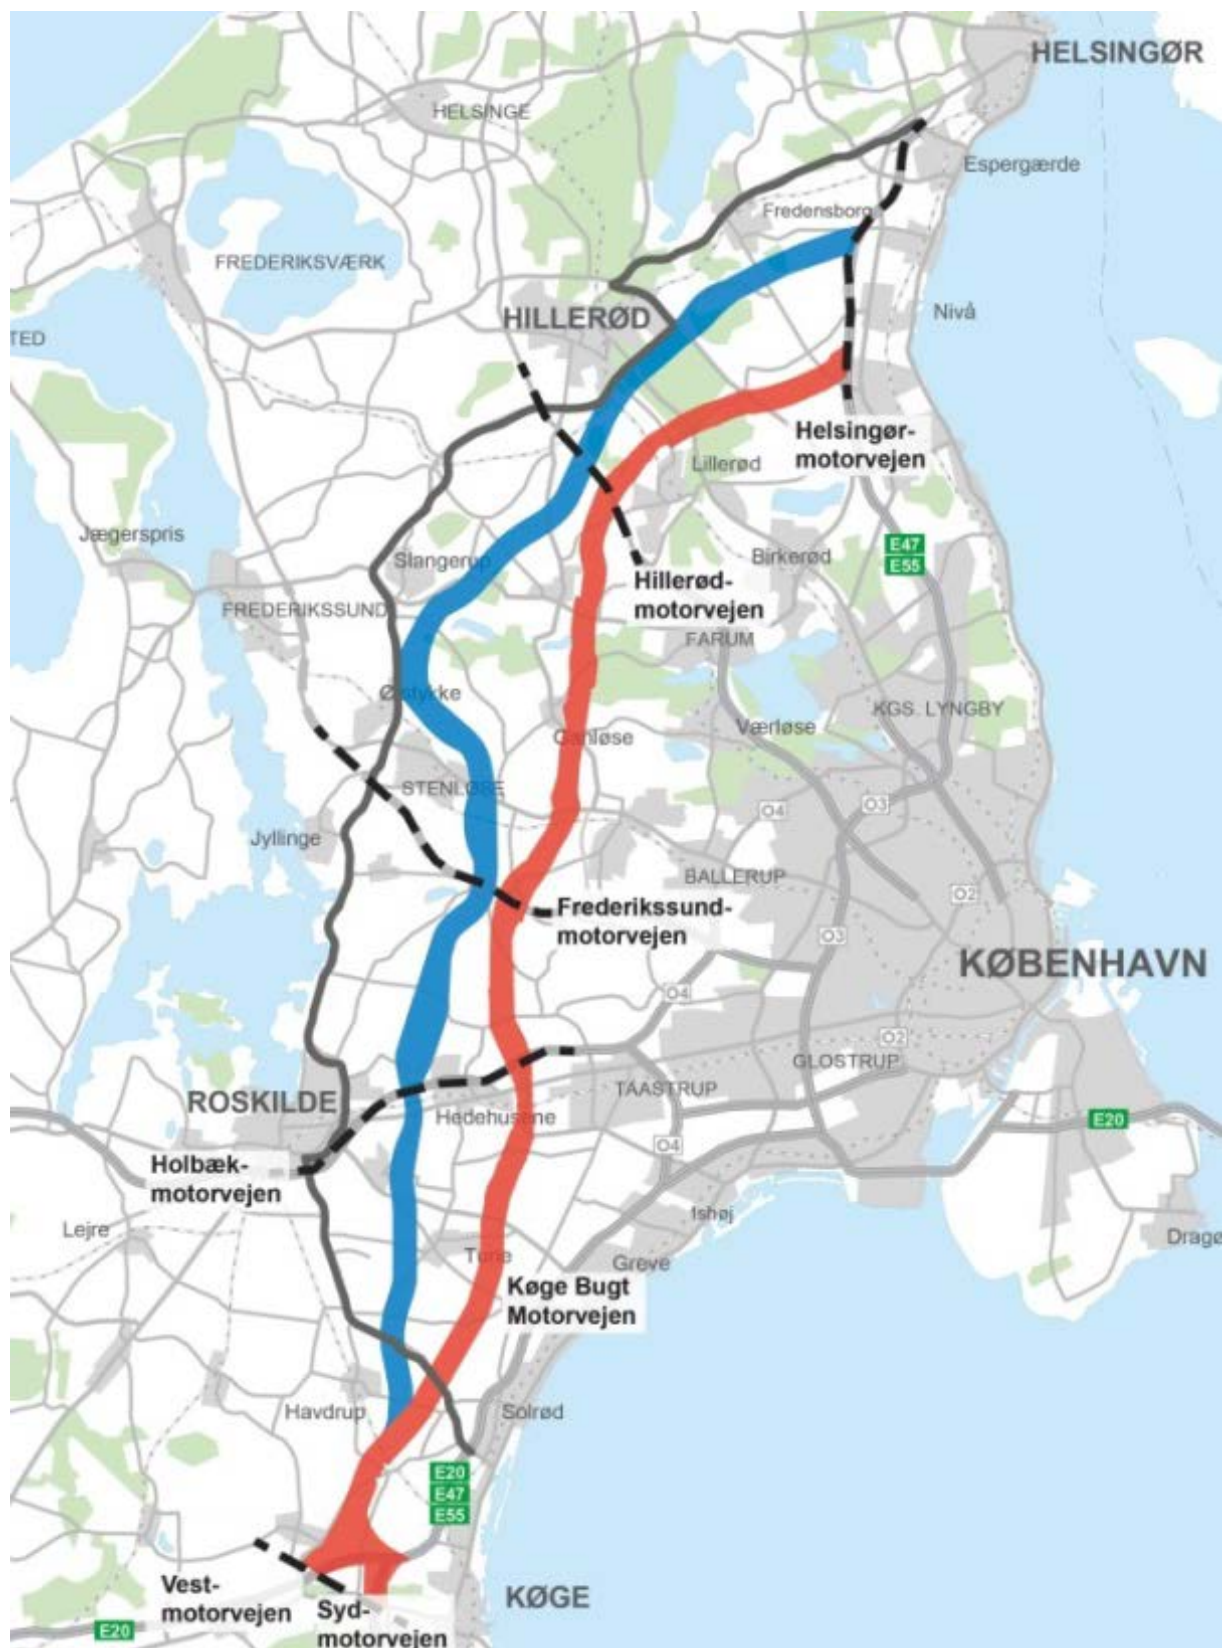 HELSINGØR
HELSINGE
Espergærde
Fredensborg
FREDERIKSVÆRK
HILLERØD
Nivå
TED
Helsingør-
motorvejen
Lillerød
Jægerspris
Slangerup
E47
E55
Birkerød
Hillerød-
motorvejen
FREDERIKSSUND
FARUM
Ølstykke
KGS. LYNGBY
Værløse
Ganløse
STENLØSE
O4
O3
Jyllinge
BALLERUP
O2
Frederikssund-
motorvejen
O3
KØBENHAVN
O4
O2
GLOSTRUP
TAASTRUP
ROSKILDE
Hedehusene
E20
O4
Holbæk-
motorvejen
Lejre
Ishøj
Dragø
Tune
Greve
Køge Bugt
Motorvejen
Havdrup
Solrød
E20
E47
E55
Vest-
motorvejen
KØGE
Syd-
motorvejen
E20